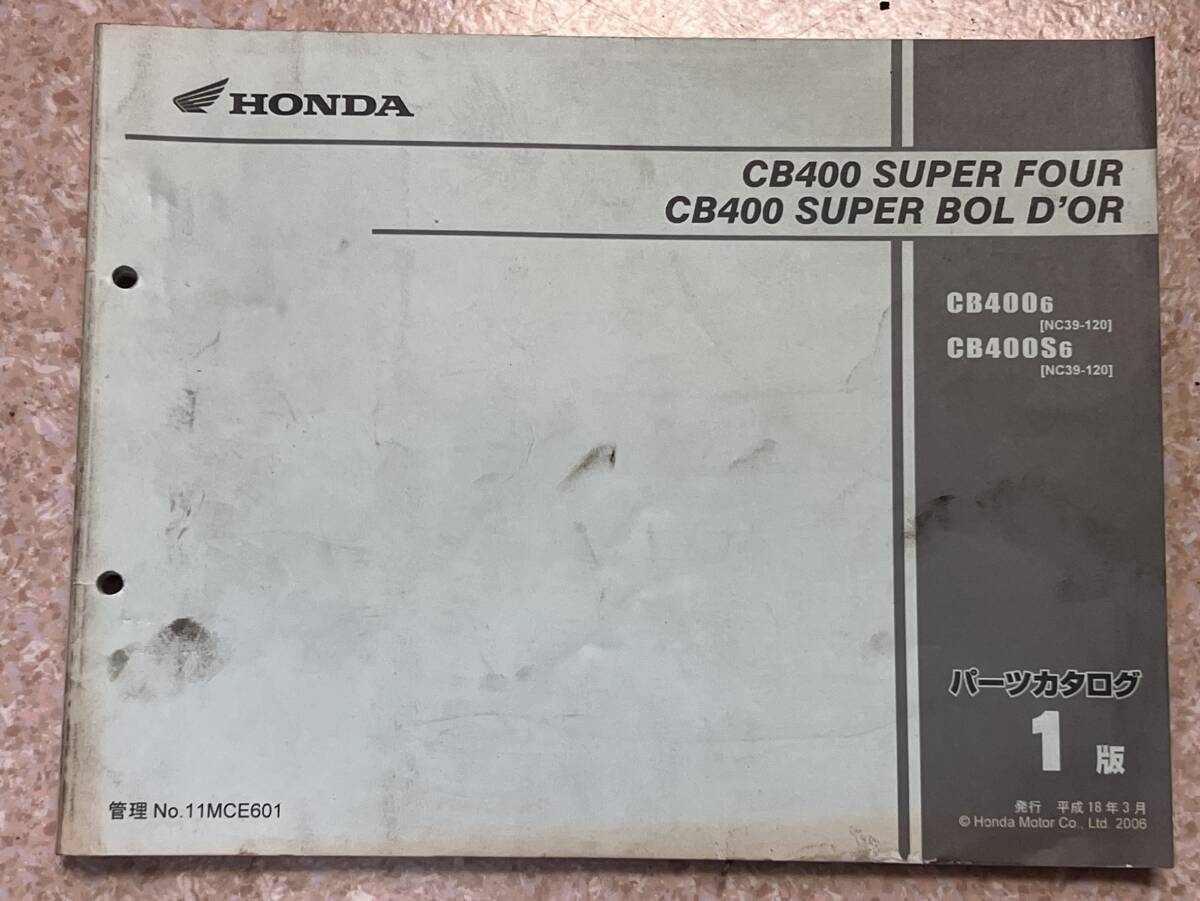 HONDA
CB400 SUPER FOUR
CB400 SUPER BOL D'OR
CB4006
[NC39-120]
CB400S6
[NC39-120]
パーツカタログ
1 版
発行 平成18年3月
© Honda Motor Co., Ltd. 2006
管理 No.11MCE601